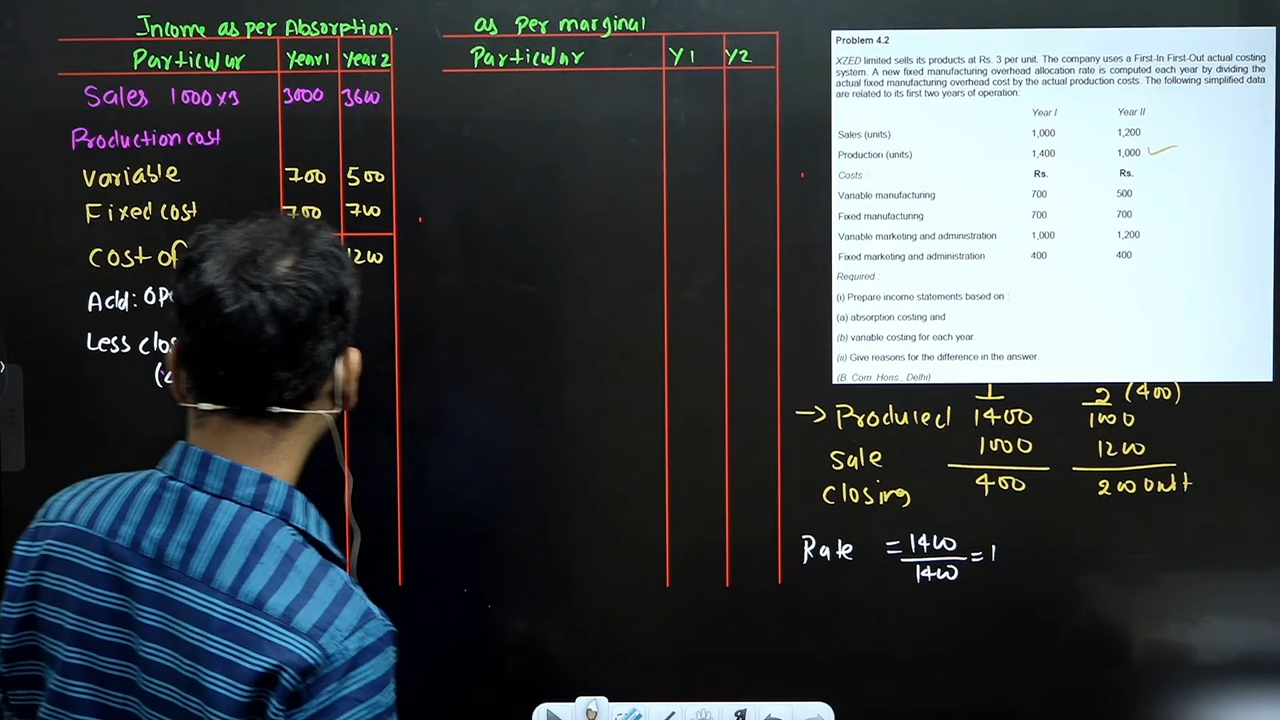 Income as per Absorption.
Particular Year 1 Year 2
Sales 1000 x 3 3000 3600
Production cost
Variable 700 500
Fixed cost 700 700
Cost of 1200
Add:
Less
as per marginal
Particular Y1 Y2
Problem 4.2
XZED limited sells its products at Rs. 3 per unit. The company uses a First-In First-Out actual costing
system. A new fixed manufacturing overhead allocation rate is computed each year by dividing the
actual fixed manufacturing overhead cost by the actual production costs. The following simplified data
are related to its first two years of operation:
Year I Year II
Sales (units) 1,000 1,200
Production (units) 1,400 1,000
Costs : Rs. Rs.
Variable manufacturing 700 500
Fixed manufacturing 700 700
Variable marketing and administration 1,000 1,200
Fixed marketing and administration 400 400
Required :
(i) Prepare income statements based on :
(a) absorption costing and
(b) variable costing for each year.
(ii) Give reasons for the difference in the answer.
(B. Com. Hons., Delhi)
1 2 (400)
→ Produced 1400 1000
Sale 1000 1200
Closing 400 200 unit
Rate = 1400/1400 = 1